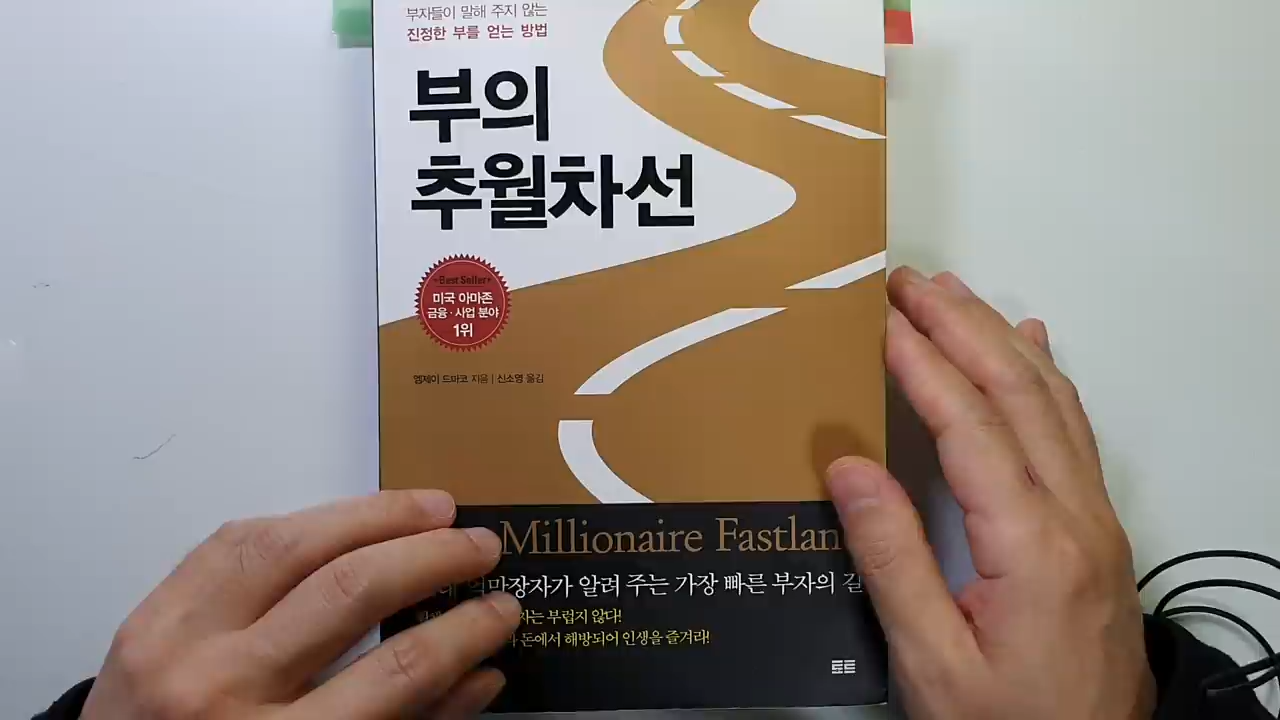 부자들이 말해 주지 않는
진정한 부를 얻는 방법
부의
추월차선
Best Seller
미국 아마존
금융·사업 분야
1위
엠제이 드마코 지음 | 신소영 옮김
Millionaire Fastlan
억만장자가 알려 주는 가장 빠른 부자의 길
부럽지 않다!
돈에서 해방되어 인생을 즐겨라!
토트